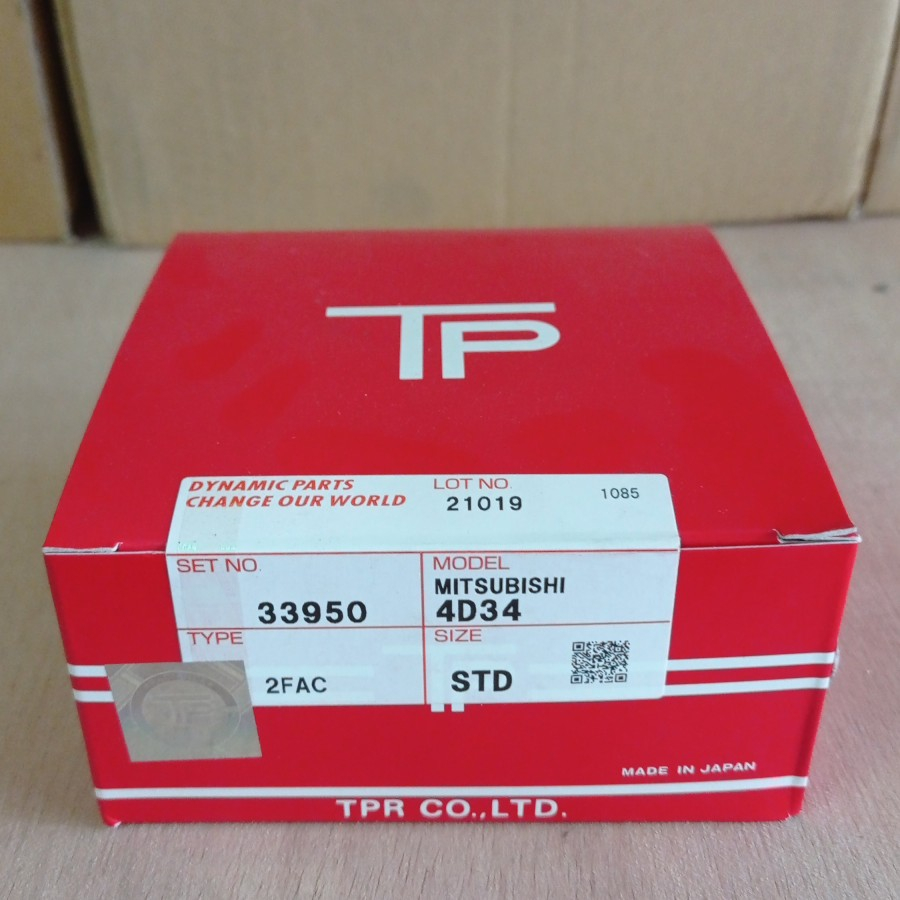 TP
DYNAMIC PARTS
CHANGE OUR WORLD
LOT NO.
21019
1085
SET NO.
33950
MODEL
MITSUBISHI
4D34
TYPE
2FAC
SIZE
STD
TP
MADE IN JAPAN
TPR CO.,LTD.